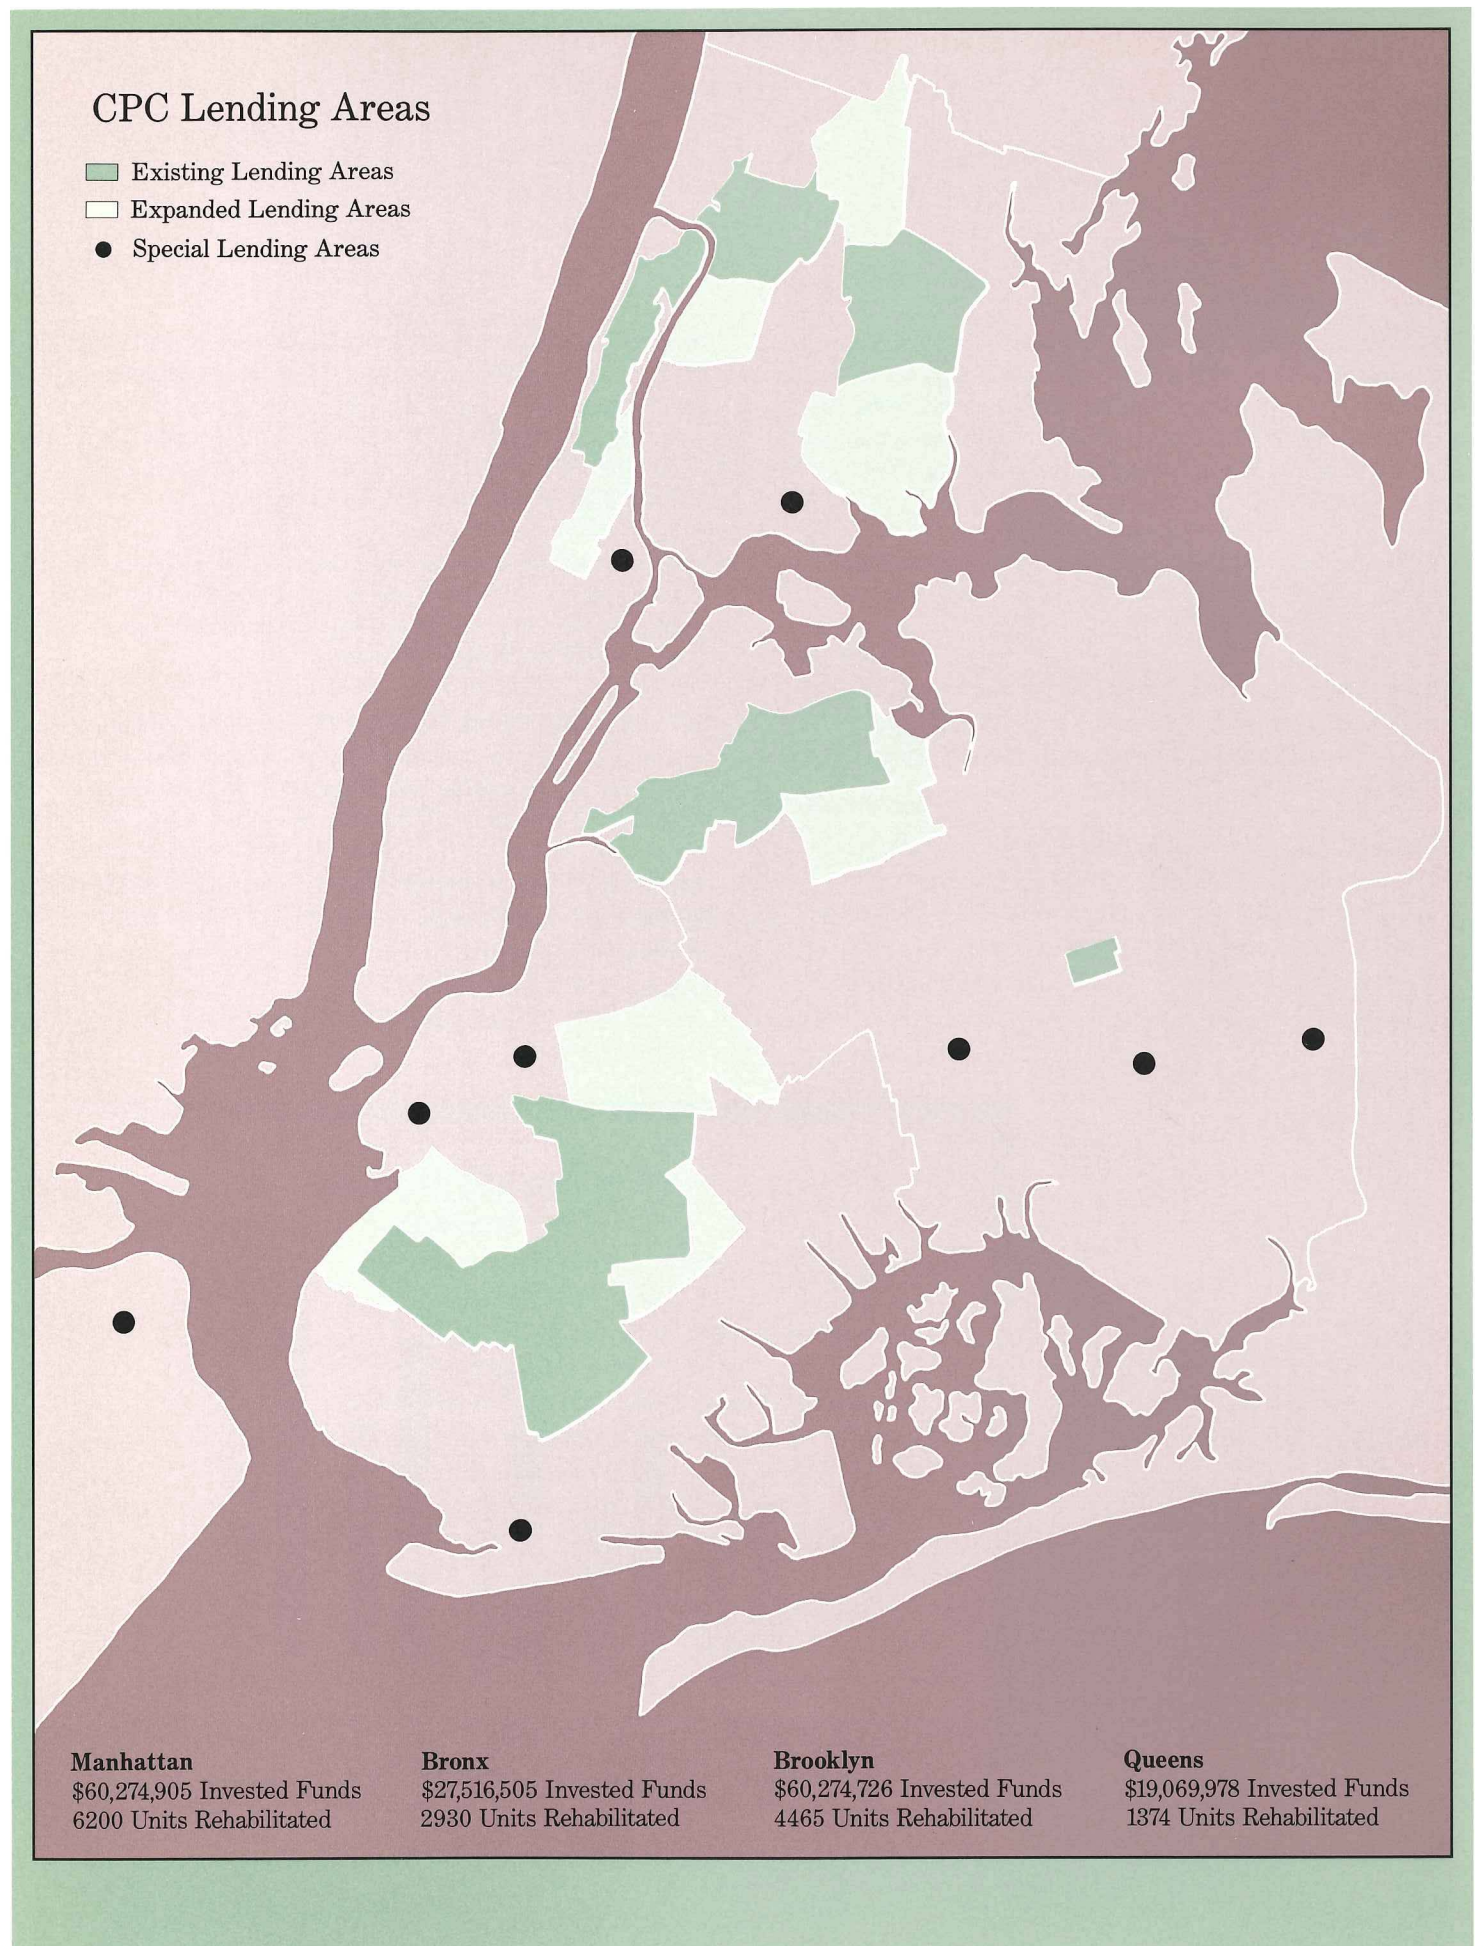 CPC Lending Areas
Existing Lending Areas
Expanded Lending Areas
Special Lending Areas
Manhattan
$60,274,905 Invested Funds
6200 Units Rehabilitated
Bronx
$27,516,505 Invested Funds
2930 Units Rehabilitated
Brooklyn
$60,274,726 Invested Funds
4465 Units Rehabilitated
Queens
$19,069,978 Invested Funds
1374 Units Rehabilitated